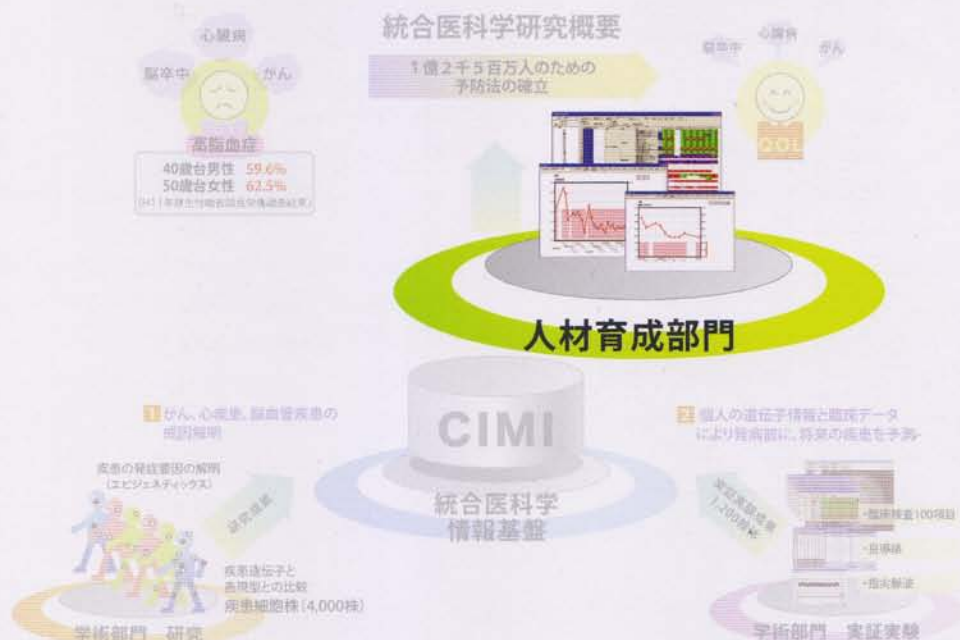 統合医科学研究概要
1億2千5百万人のための
予防法の確立
心臓病
脳卒中
がん
高脂血症
40歳台男性 59.6%
50歳台女性 62.5%
脳卒中
心臓病
がん
QOL
人材育成部門
CIMI
統合医科学
情報基盤
1 がん、心疾患、脳血管疾患の
成因解明
疾患の発症要因の解明
(エピジェネティックス)
研究成果
疾患遺伝子と
表現型との比較
疾患細胞株(4,000株)
学術部門 研究
2 個人の遺伝子情報と臨床データ
により発病前に、将来の疾患を予測
実証実験成果
・臨床検査100項目
・心電図
・指尖脈波
学術部門 実証実験